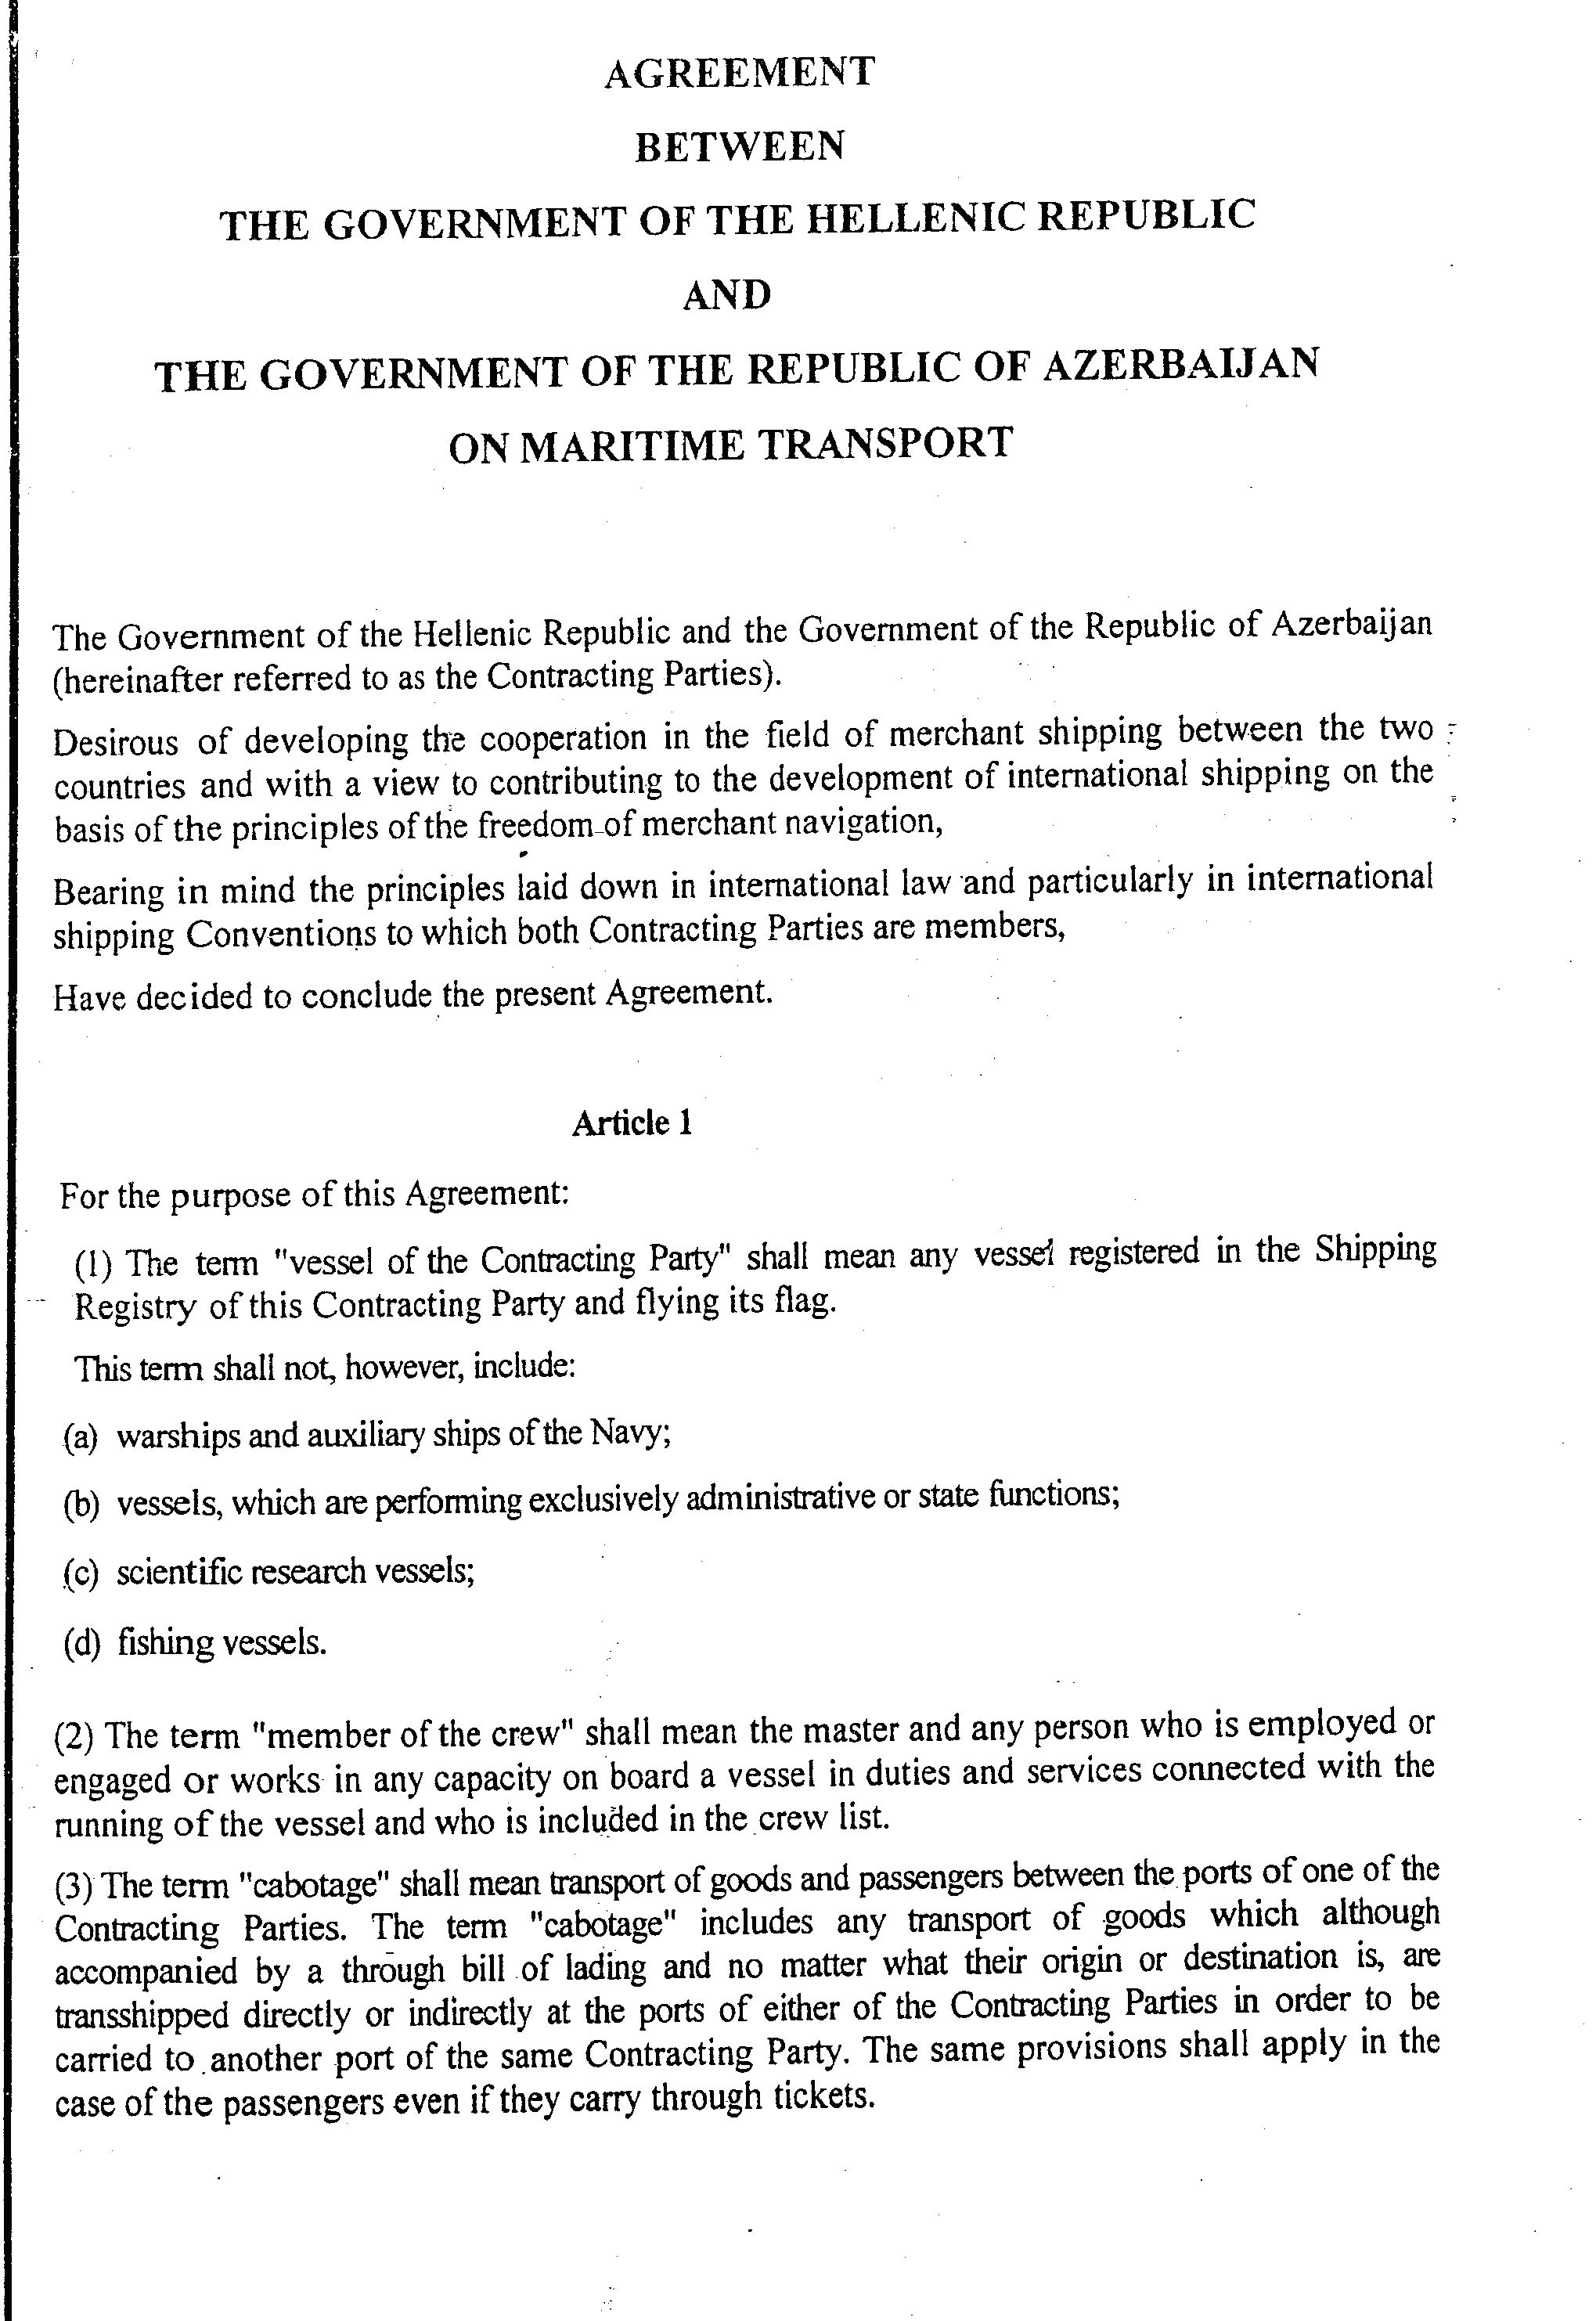 AGREEMENT
BETWEEN
THE GOVERNMENT OF THE HELLENIC REPUBLIC
AND
THE GOVERNMENT OF THE REPUBLIC OF AZERBAIJAN
ON MARITIME TRANSPORT
The Government of the Hellenic Republic and the Government of the Republic of Azerbaijan
(hereinafter referred to as the Contracting Parties).
Desirous of developing the cooperation in the field of merchant shipping between the two
countries and with a view to contributing to the development of international shipping on the
basis of the principles of the freedom of merchant navigation,
Bearing in mind the principles laid down in international law and particularly in international
shipping Conventions to which both Contracting Parties are members,
Have decided to conclude the present Agreement.
Article 1
For the purpose of this Agreement:
(1) The term "vessel of the Contracting Party" shall mean any vessel registered in the Shipping
Registry of this Contracting Party and flying its flag.
This term shall not, however, include:
(a) warships and auxiliary ships of the Navy;
(b) vessels, which are performing exclusively administrative or state functions;
(c) scientific research vessels;
(d) fishing vessels.
(2) The term "member of the crew" shall mean the master and any person who is employed or
engaged or works in any capacity on board a vessel in duties and services connected with the
running of the vessel and who is included in the crew list.
(3) The term "cabotage" shall mean transport of goods and passengers between the ports of one of the
Contracting Parties. The term "cabotage" includes any transport of goods which although
accompanied by a through bill of lading and no matter what their origin or destination is, are
transshipped directly or indirectly at the ports of either of the Contracting Parties in order to be
carried to another port of the same Contracting Party. The same provisions shall apply in the
case of the passengers even if they carry through tickets.